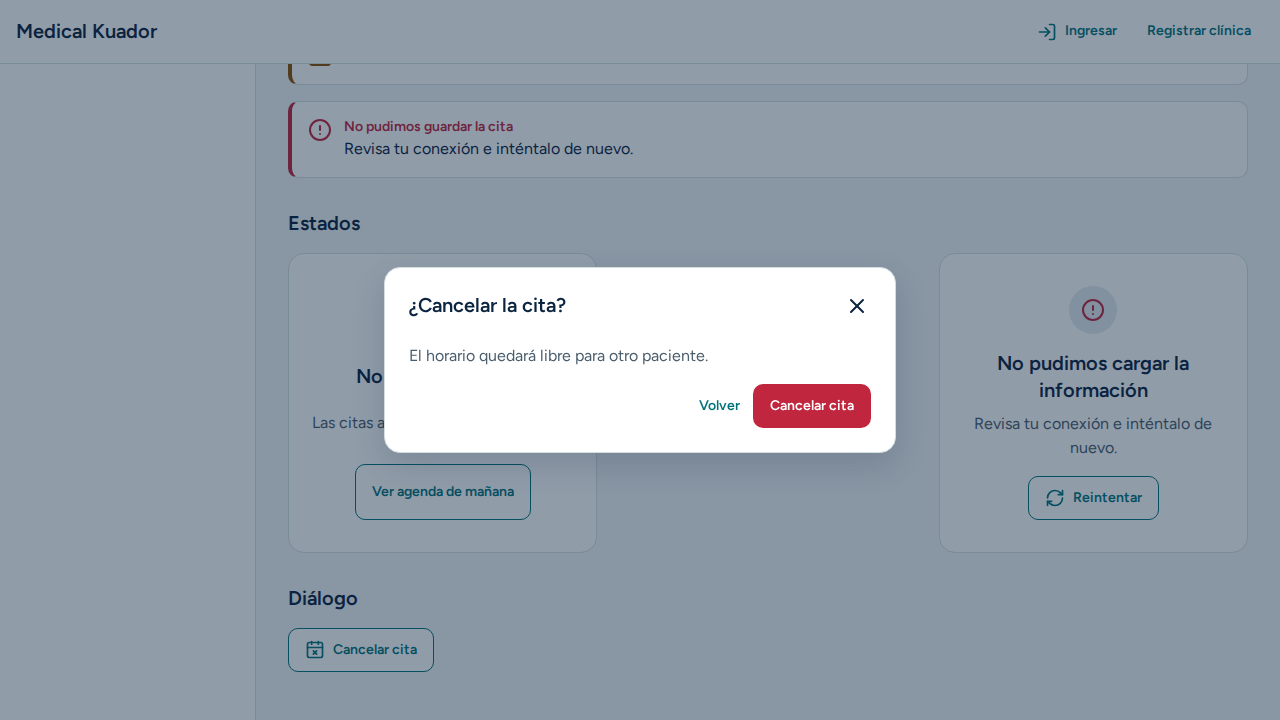 Medical Kuador
Ingresar
Registrar clínica
No pudimos guardar la cita
Revisa tu conexión e inténtalo de nuevo.
Estados
No
Las citas a
Ver agenda de mañana
¿Cancelar la cita?
El horario quedará libre para otro paciente.
Volver
Cancelar cita
No pudimos cargar la
información
Revisa tu conexión e inténtalo de
nuevo.
Reintentar
Diálogo
Cancelar cita